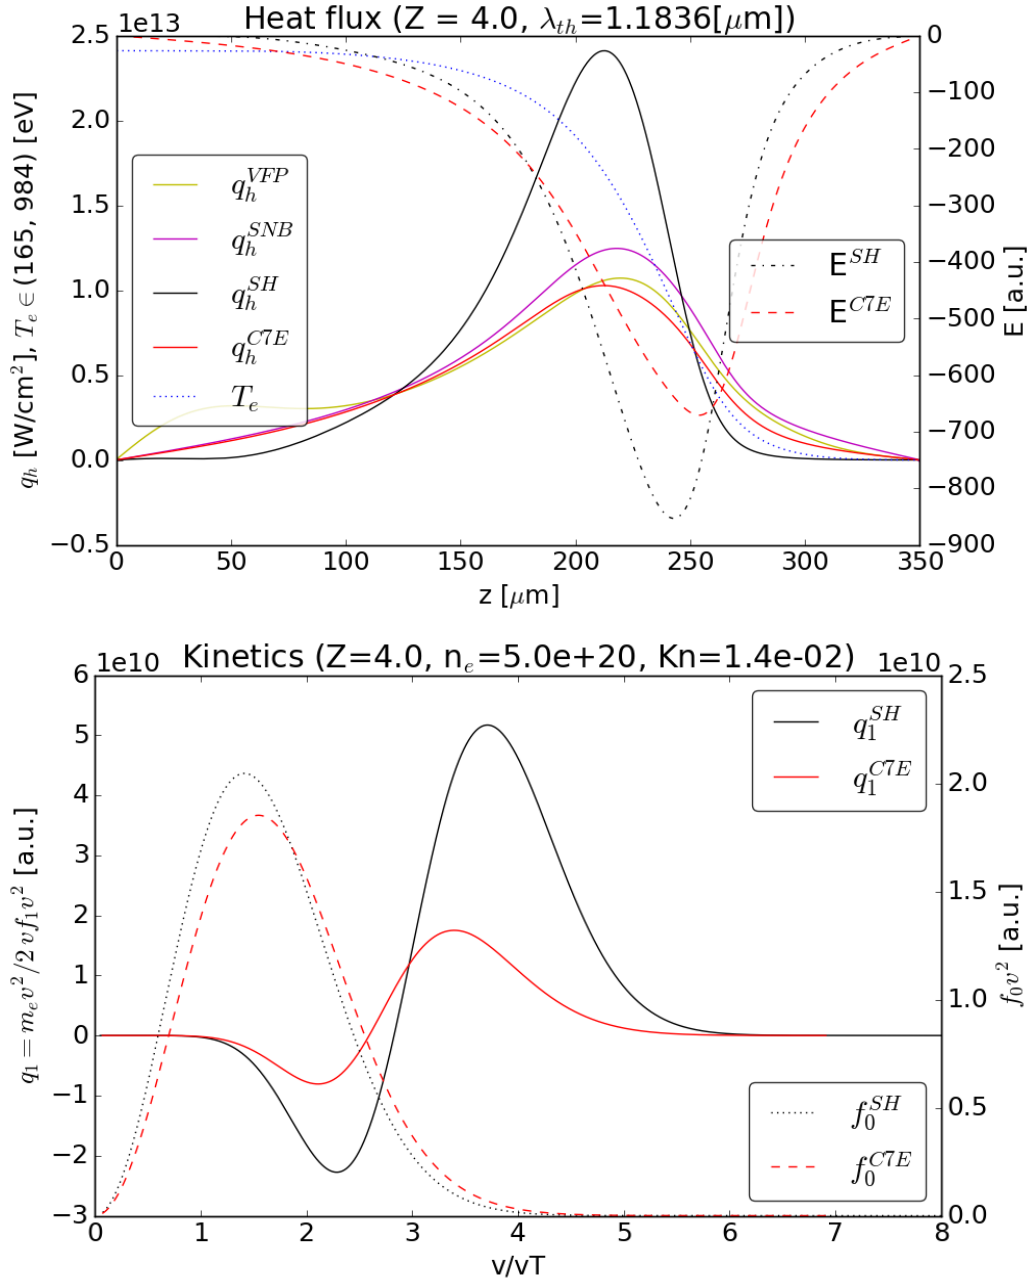 Heat flux (Z = 4.0, λ_th=1.1836[μm])
1e13
2.5
2.0
1.5
1.0
0.5
0.0
−0.5
q_h [W/cm²], T_e ∈ (165, 984) [eV]
q_h^VFP
q_h^SNB
q_h^SH
q_h^C7E
T_e
E^SH
E^C7E
0
−100
−200
−300
−400
−500
−600
−700
−800
−900
E [a.u.]
0 50 100 150 200 250 300 350
z [μm]
Kinetics (Z=4.0, n_e=5.0e+20, Kn=1.4e-02)
1e10
1e10
6
5
4
3
2
1
0
−1
−2
−3
q_1 = m_e v²/2 v f_1 v² [a.u.]
q_1^SH
q_1^C7E
f_0^SH
f_0^C7E
2.5
2.0
1.5
1.0
0.5
0.0
f_0 v² [a.u.]
0 1 2 3 4 5 6 7 8
v/vT